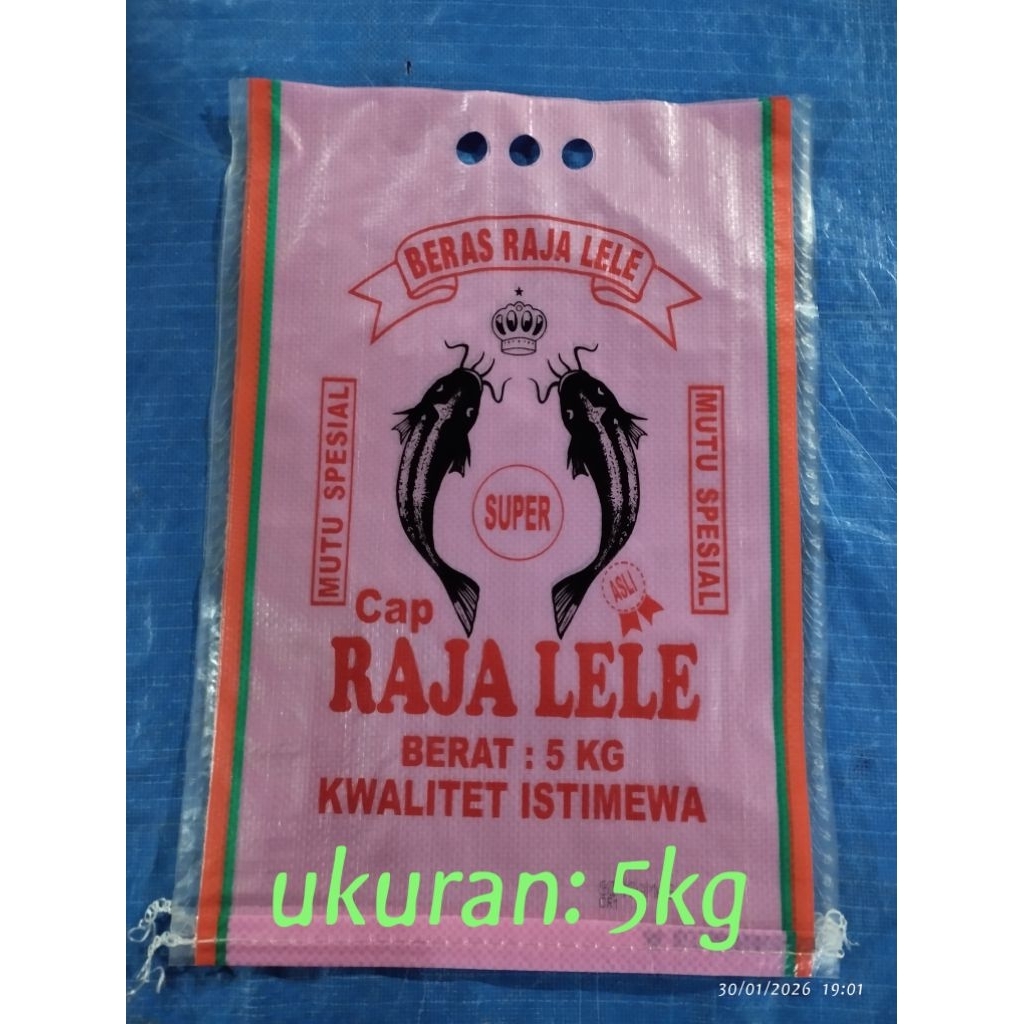 BERAS RAJA LELE
MUTU SPESIAL
MUTU SPESIAL
SUPER
ASLI
Cap
RAJA LELE
BERAT : 5 KG
KWALITET ISTIMEWA
ukuran: 5kg
30/01/2026 19:01